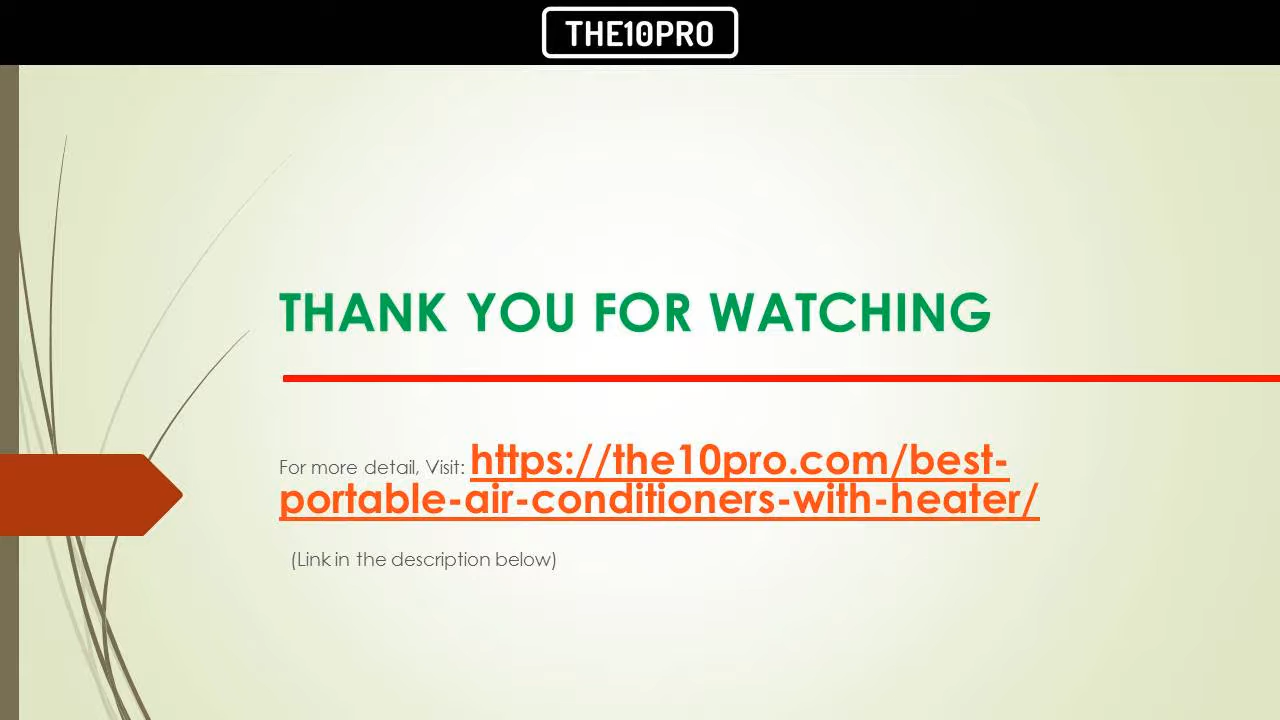 THE10PRO
THANK YOU FOR WATCHING
For more detail, Visit: https://the10pro.com/best-
portable-air-conditioners-with-heater/
(Link in the description below)